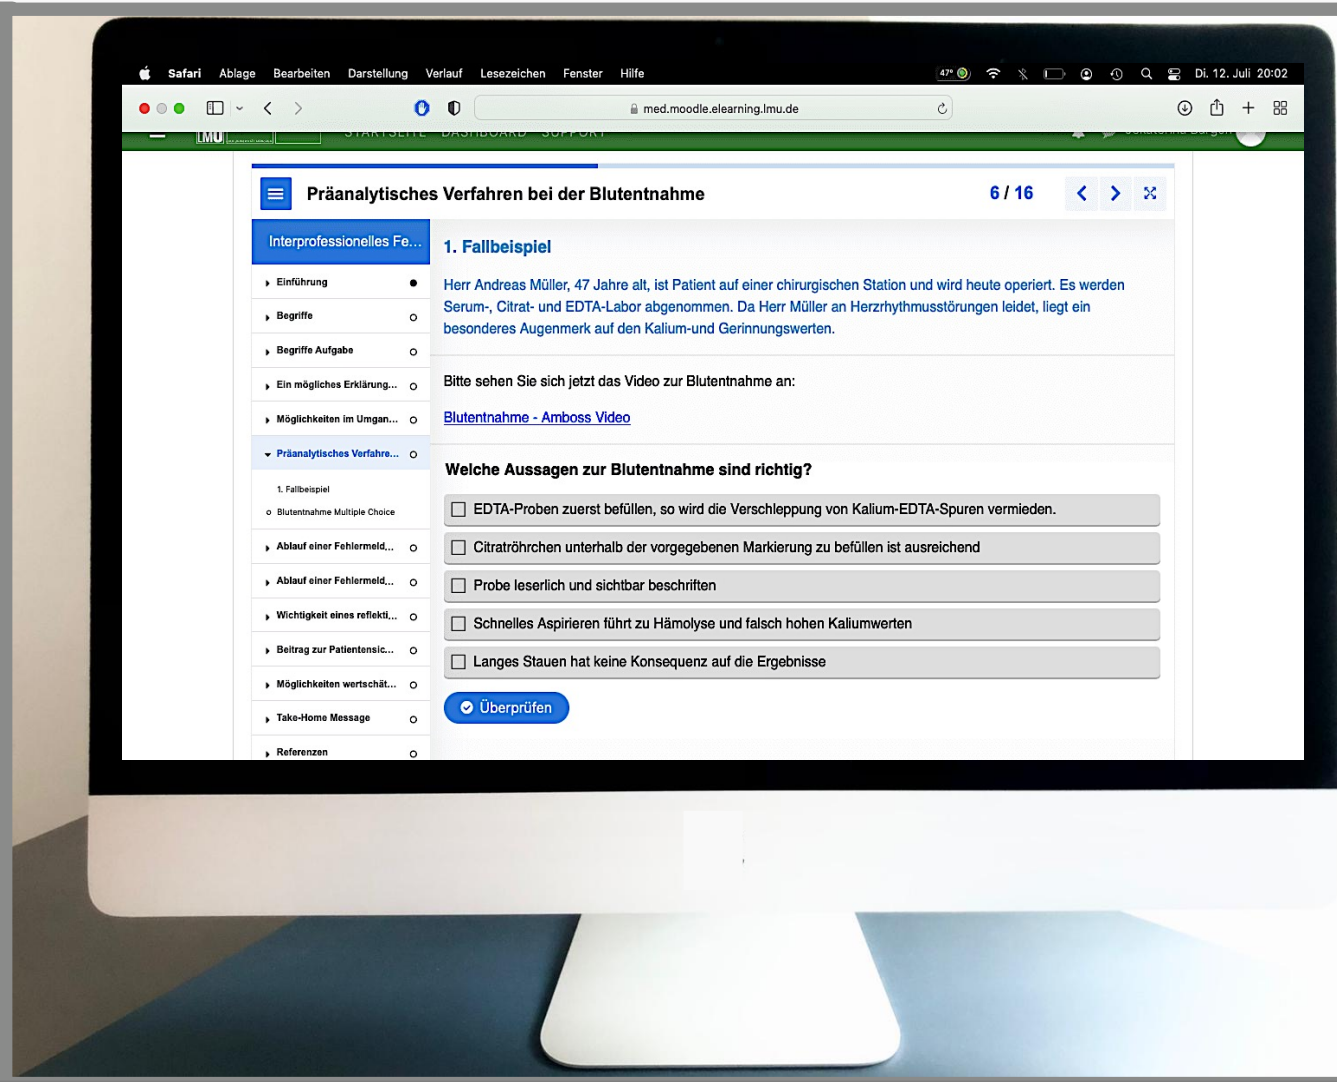 Safari Ablage Bearbeiten Darstellung Verlauf Lesezeichen Fenster Hilfe 47° Di. 12. Juli 20:02
med.moodle.elearning.lmu.de
LMU STARTSEITE DASHBOARD SUPPORT
Präanalytisches Verfahren bei der Blutentnahme 6 / 16
Interprofessionelles Fe...
Einführung
Begriffe
Begriffe Aufgabe
Ein mögliches Erklärung...
Möglichkeiten im Umgan...
Präanalytisches Verfahre...
1. Fallbeispiel
Blutentnahme Multiple Choice
Ablauf einer Fehlermeld...
Ablauf einer Fehlermeld...
Wichtigkeit eines reflekti...
Beitrag zur Patientensic...
Möglichkeiten wertschät...
Take-Home Message
Referenzen
1. Fallbeispiel
Herr Andreas Müller, 47 Jahre alt, ist Patient auf einer chirurgischen Station und wird heute operiert. Es werden
Serum-, Citrat- und EDTA-Labor abgenommen. Da Herr Müller an Herzrhythmusstörungen leidet, liegt ein
besonderes Augenmerk auf den Kalium-und Gerinnungswerten.
Bitte sehen Sie sich jetzt das Video zur Blutentnahme an:
Blutentnahme - Amboss Video
Welche Aussagen zur Blutentnahme sind richtig?
EDTA-Proben zuerst befüllen, so wird die Verschleppung von Kalium-EDTA-Spuren vermieden.
Citratröhrchen unterhalb der vorgegebenen Markierung zu befüllen ist ausreichend
Probe leserlich und sichtbar beschriften
Schnelles Aspirieren führt zu Hämolyse und falsch hohen Kaliumwerten
Langes Stauen hat keine Konsequenz auf die Ergebnisse
Überprüfen